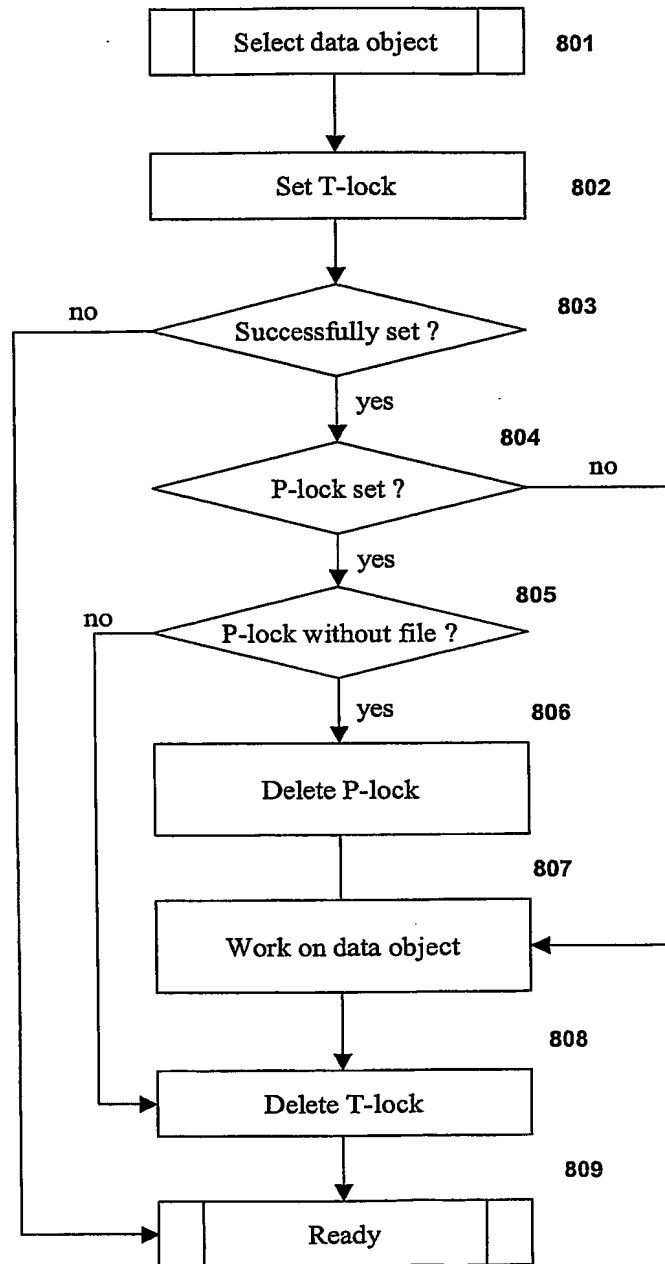 Select data object
801
Set T-lock
802
803
no
Successfully set ?
yes
804
P-lock set ?
no
yes
805
no
P-lock without file ?
yes
806
Delete P-lock
807
Work on data object
808
Delete T-lock
809
Ready